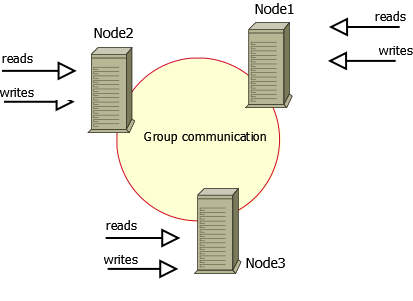 Node1
reads
writes
Node2
reads
writes
Group communication
reads
writes
Node3